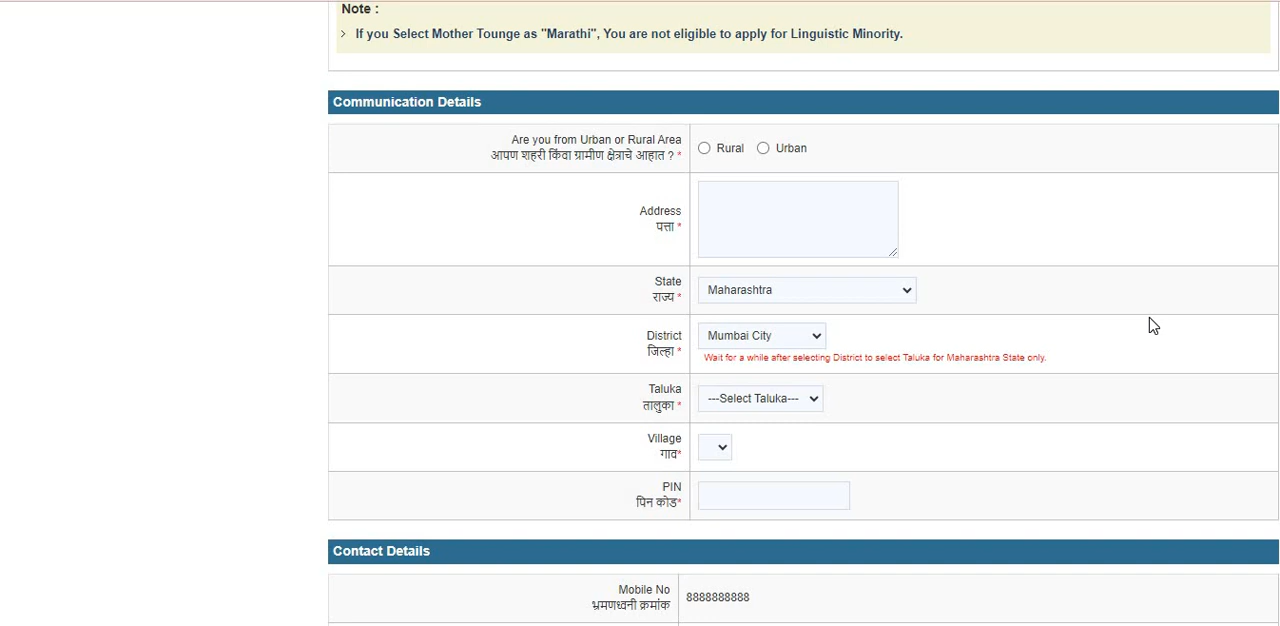 Note :
If you Select Mother Tounge as "Marathi", You are not eligible to apply for Linguistic Minority.
Communication Details
Are you from Urban or Rural Area
आपण शहरी किंवा ग्रामीण क्षेत्राचे आहात ? *
Rural Urban
Address
पत्ता *
State
राज्य *
Maharashtra
District
जिल्हा *
Mumbai City
Wait for a while after selecting District to select Taluka for Maharashtra State only.
Taluka
तालुका *
---Select Taluka---
Village
गाव*
PIN
पिन कोड*
Contact Details
Mobile No
भ्रमणध्वनी क्रमांक
8888888888